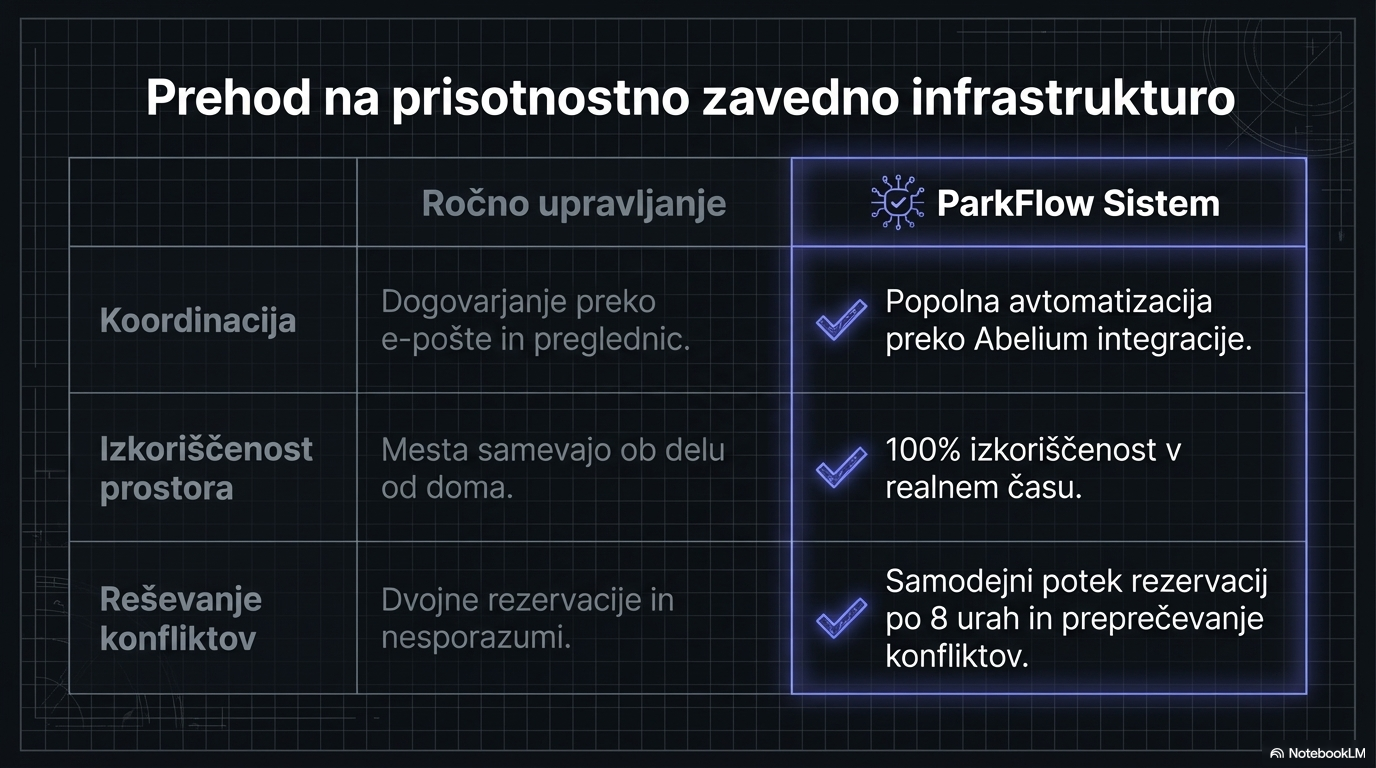 Prehod na prisotnostno zavedno infrastrukturo
Ročno upravljanje
ParkFlow Sistem
Koordinacija
Dogovarjanje preko
e-pošte in preglednic.
Popolna avtomatizacija
preko Abelium integracije.
Izkoriščenost
prostora
Mesta samevajo ob delu
od doma.
100% izkoriščenost v
realnem času.
Reševanje
konfliktov
Dvojne rezervacije in
nesporazumi.
Samodejni potek rezervacij
po 8 urah in preprečevanje
konfliktov.
NotebookLM